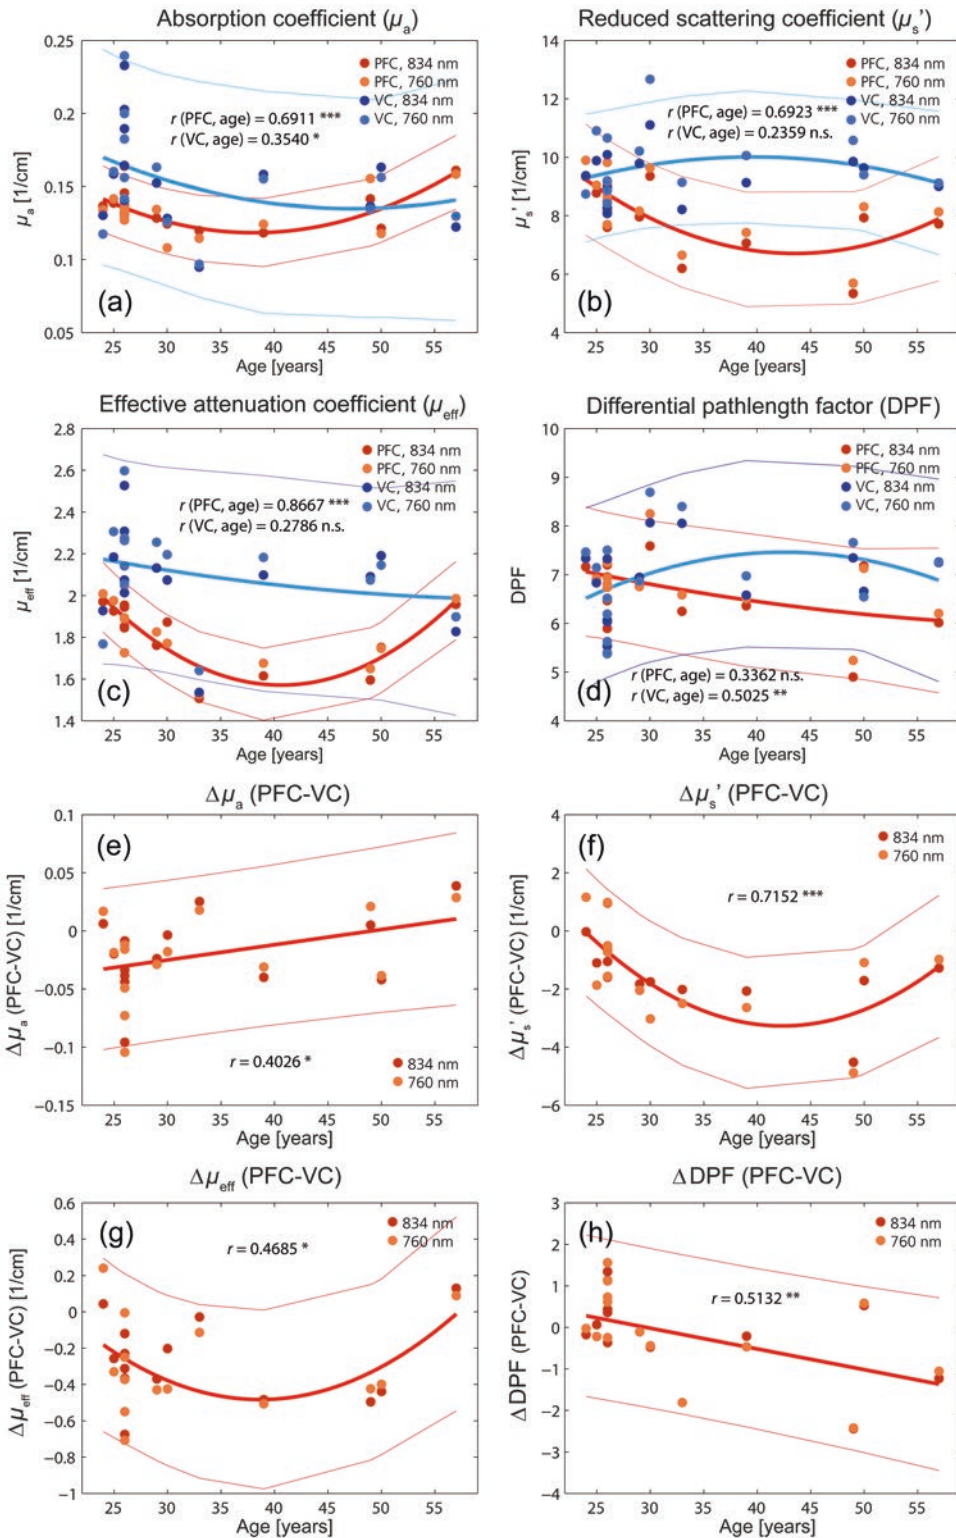 Absorption coefficient (μa)
0.25
0.2
0.15
0.1
0.05
μa [1/cm]
PFC, 834 nm
PFC, 760 nm
VC, 834 nm
VC, 760 nm
r (PFC, age) = 0.6911 ***
r (VC, age) = 0.3540 *
(a)
25 30 35 40 45 50 55
Age [years]
Reduced scattering coefficient (μs')
14
12
10
8
6
4
μs' [1/cm]
PFC, 834 nm
PFC, 760 nm
VC, 834 nm
VC, 760 nm
r (PFC, age) = 0.6923 ***
r (VC, age) = 0.2359 n.s.
(b)
25 30 35 40 45 50 55
Age [years]
Effective attenuation coefficient (μeff)
2.8
2.6
2.4
2.2
2
1.8
1.6
1.4
μeff [1/cm]
PFC, 834 nm
PFC, 760 nm
VC, 834 nm
VC, 760 nm
r (PFC, age) = 0.8667 ***
r (VC, age) = 0.2786 n.s.
(c)
25 30 35 40 45 50 55
Age [years]
Differential pathlength factor (DPF)
10
9
8
7
6
5
4
DPF
PFC, 834 nm
PFC, 760 nm
VC, 834 nm
VC, 760 nm
(d)
r (PFC, age) = 0.3362 n.s.
r (VC, age) = 0.5025 **
25 30 35 40 45 50 55
Age [years]
Δμa (PFC-VC)
0.1
0.05
0
−0.05
−0.1
−0.15
Δμa (PFC-VC) [1/cm]
(e)
r = 0.4026 *
834 nm
760 nm
25 30 35 40 45 50 55
Age [years]
Δμs' (PFC-VC)
4
2
0
−2
−4
−6
Δμs' (PFC-VC) [1/cm]
(f)
834 nm
760 nm
r = 0.7152 ***
25 30 35 40 45 50 55
Age [years]
Δμeff (PFC-VC)
0.6
0.4
0.2
0
−0.2
−0.4
−0.6
−0.8
−1
Δμeff (PFC-VC) [1/cm]
(g)
r = 0.4685 *
834 nm
760 nm
25 30 35 40 45 50 55
Age [years]
ΔDPF (PFC-VC)
3
2
1
0
−1
−2
−3
−4
ΔDPF (PFC-VC)
(h)
834 nm
760 nm
r = 0.5132 **
25 30 35 40 45 50 55
Age [years]